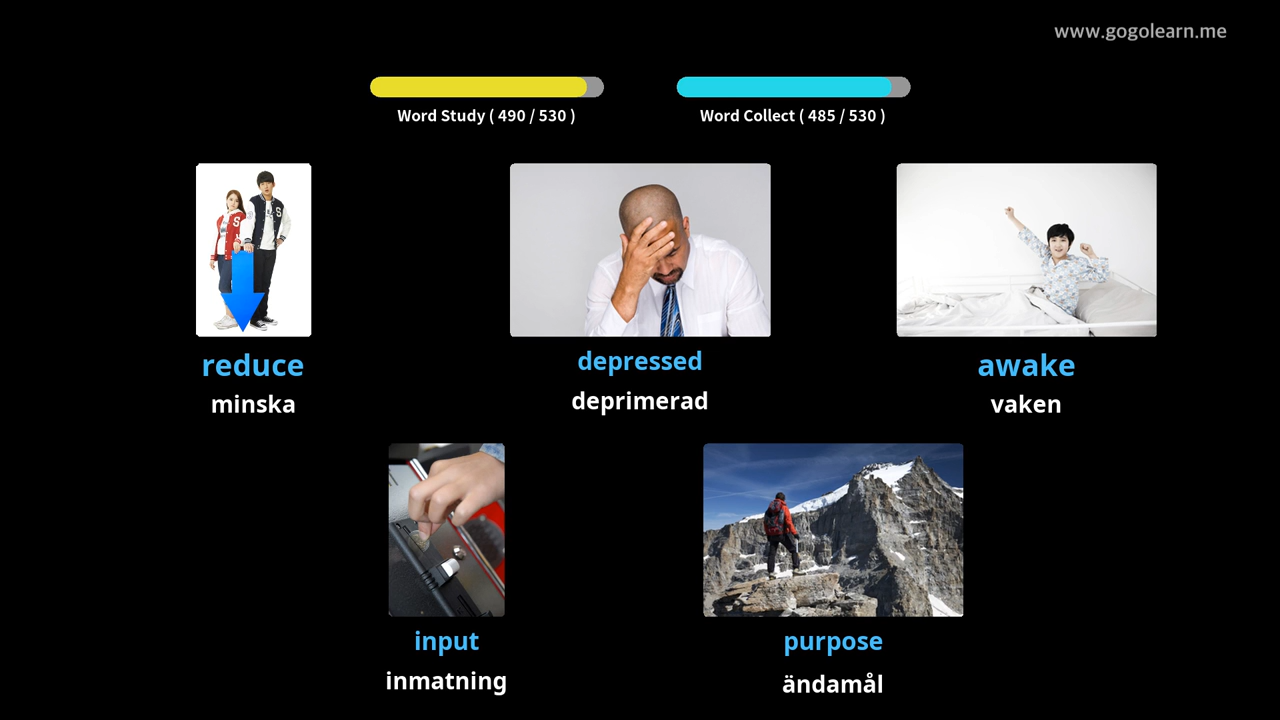 www.gogolearn.me
Word Study ( 490 / 530 )
Word Collect ( 485 / 530 )
S
S
reduce
minska
depressed
deprimerad
awake
vaken
input
inmatning
purpose
ändamål